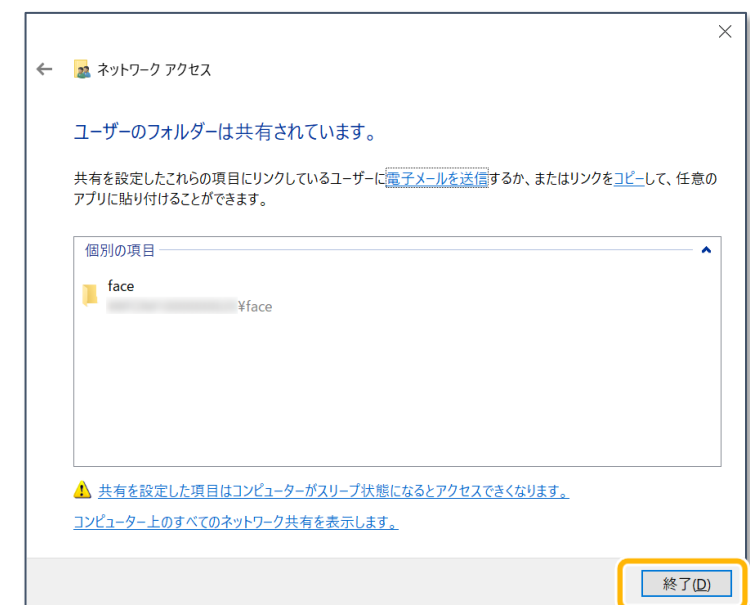 ネットワーク アクセス
ユーザーのフォルダーは共有されています。
共有を設定したこれらの項目にリンクしているユーザーに電子メールを送信するか、またはリンクをコピーして、任意の
アプリに貼り付けることができます。
個別の項目
face
¥face
共有を設定した項目はコンピューターがスリープ状態になるとアクセスできくなります。
コンピューター上のすべてのネットワーク共有を表示します。
終了(D)